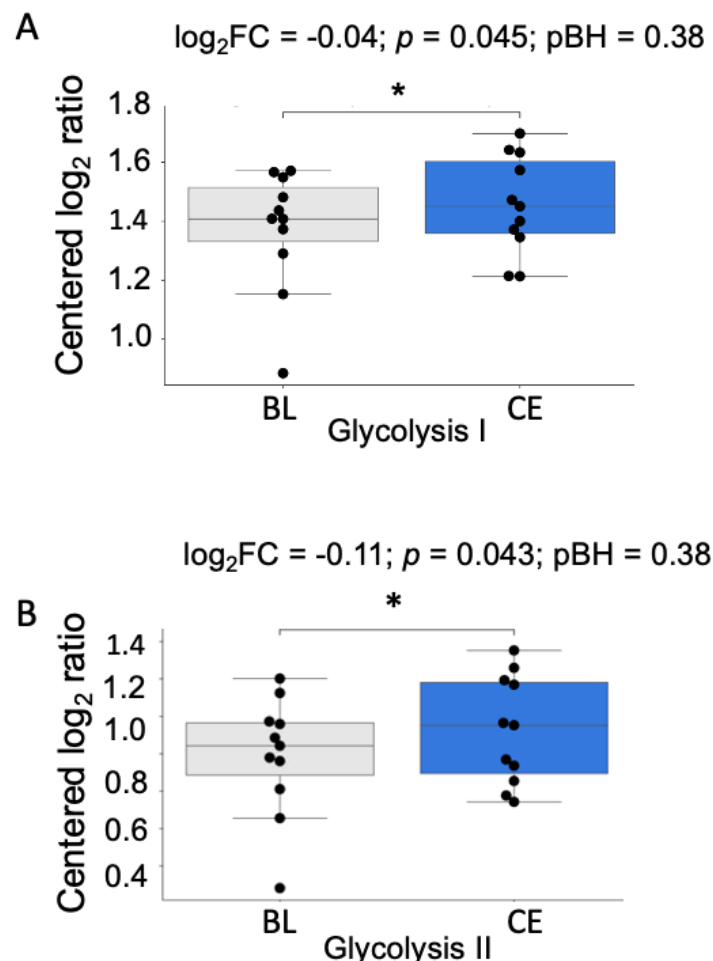 A
log₂FC = -0.04; p = 0.045; pBH = 0.38
*
Centered log₂ ratio
1.8
1.6
1.4
1.2
1.0
BL CE
Glycolysis I
log₂FC = -0.11; p = 0.043; pBH = 0.38
B
*
Centered log₂ ratio
1.4
1.2
1.0
0.8
0.6
0.4
BL CE
Glycolysis II